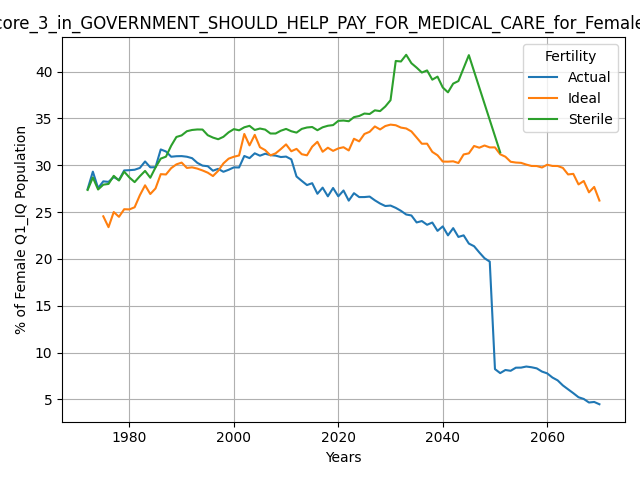 core_3_in_GOVERNMENT_SHOULD_HELP_PAY_FOR_MEDICAL_CARE_for_Female
Fertility
Actual
Ideal
Sterile
% of Female Q1_IQ Population
40
35
30
25
20
15
10
5
1980 2000 2020 2040 2060
Years